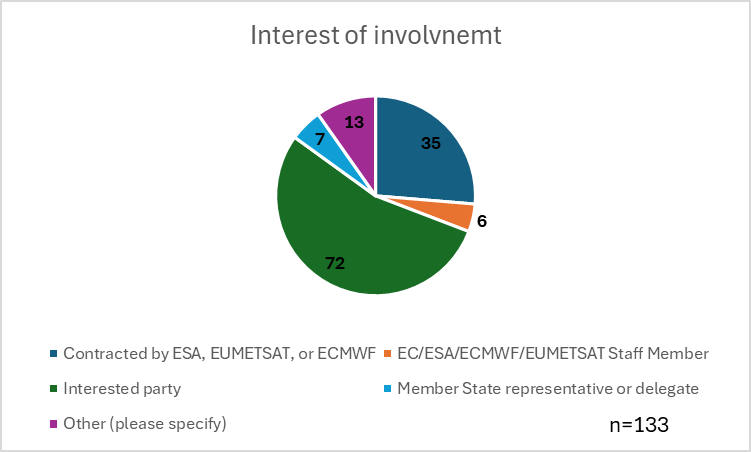 Interest of involvnemt
13
35
7
6
72
Contracted by ESA, EUMETSAT, or ECMWF
EC/ESA/ECMWF/EUMETSAT Staff Member
Interested party
Member State representative or delegate
Other (please specify)
n=133